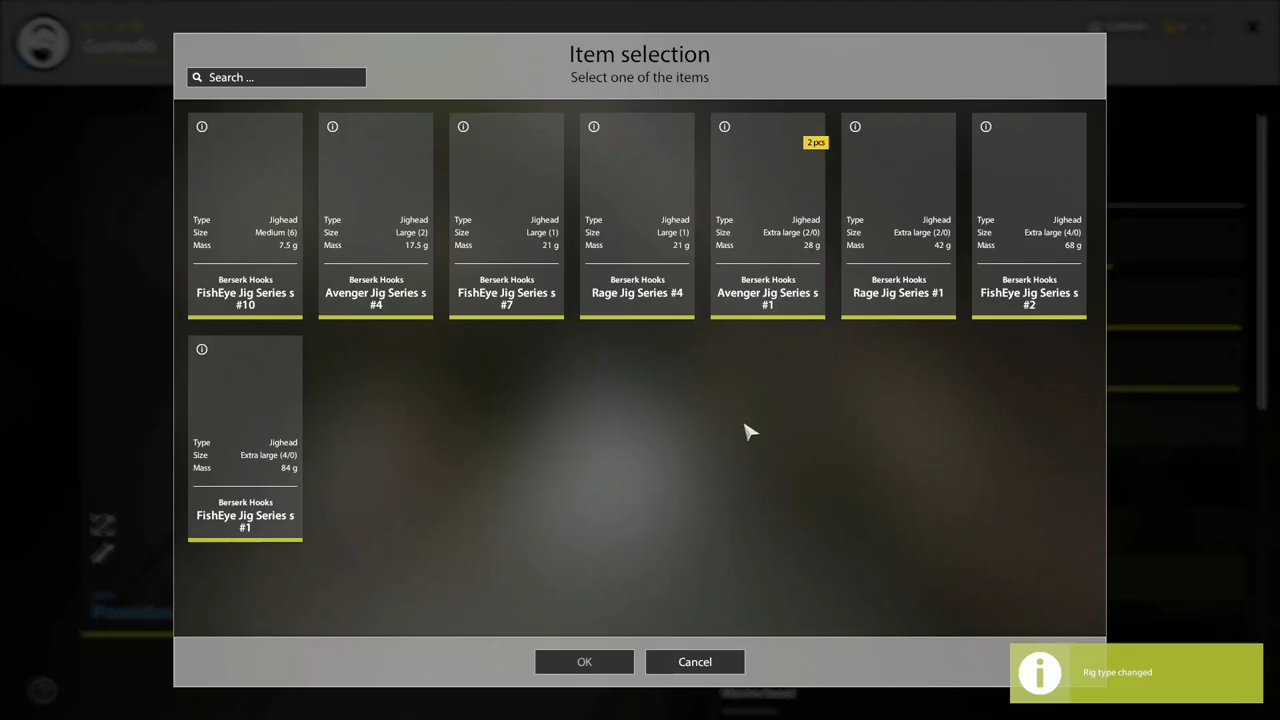 Item selection
Search ...
Select one of the items
2 pcs
Type Jighead
Size Medium (6)
Mass 7.5 g
Berserk Hooks
FishEye Jig Series s
#10
Type Jighead
Size Large (2)
Mass 17.5 g
Berserk Hooks
Avenger Jig Series s
#4
Type Jighead
Size Large (1)
Mass 21 g
Berserk Hooks
FishEye Jig Series s
#7
Type Jighead
Size Large (1)
Mass 21 g
Berserk Hooks
Rage Jig Series #4
Type Jighead
Size Extra large (2/0)
Mass 28 g
Berserk Hooks
Avenger Jig Series s
#1
Type Jighead
Size Extra large (2/0)
Mass 42 g
Berserk Hooks
Rage Jig Series #1
Type Jighead
Size Extra large (4/0)
Mass 68 g
Berserk Hooks
FishEye Jig Series s
#2
Type Jighead
Size Extra large (4/0)
Mass 84 g
Berserk Hooks
FishEye Jig Series s
#1
OK
Cancel
Rig type changed